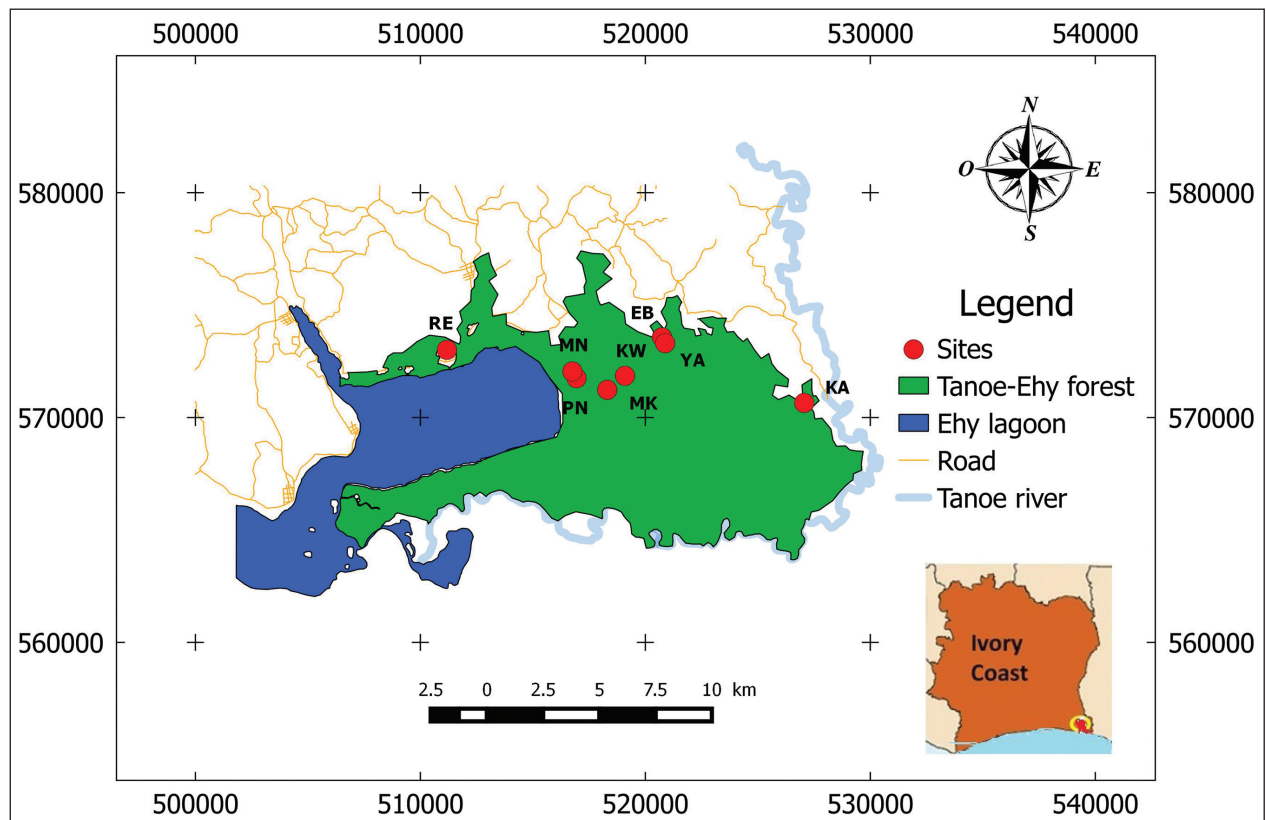 500000 510000 520000 530000 540000
N
O E
S
580000 580000
Legend
EB
RE
Sites
MN KW
YA
Tanoe-Ehy forest
KA
PN MK
570000 570000
Ehy lagoon
Road
Tanoe river
Ivory
Coast
560000 560000
2.5 0 2.5 5 7.5 10 km
500000 510000 520000 530000 540000